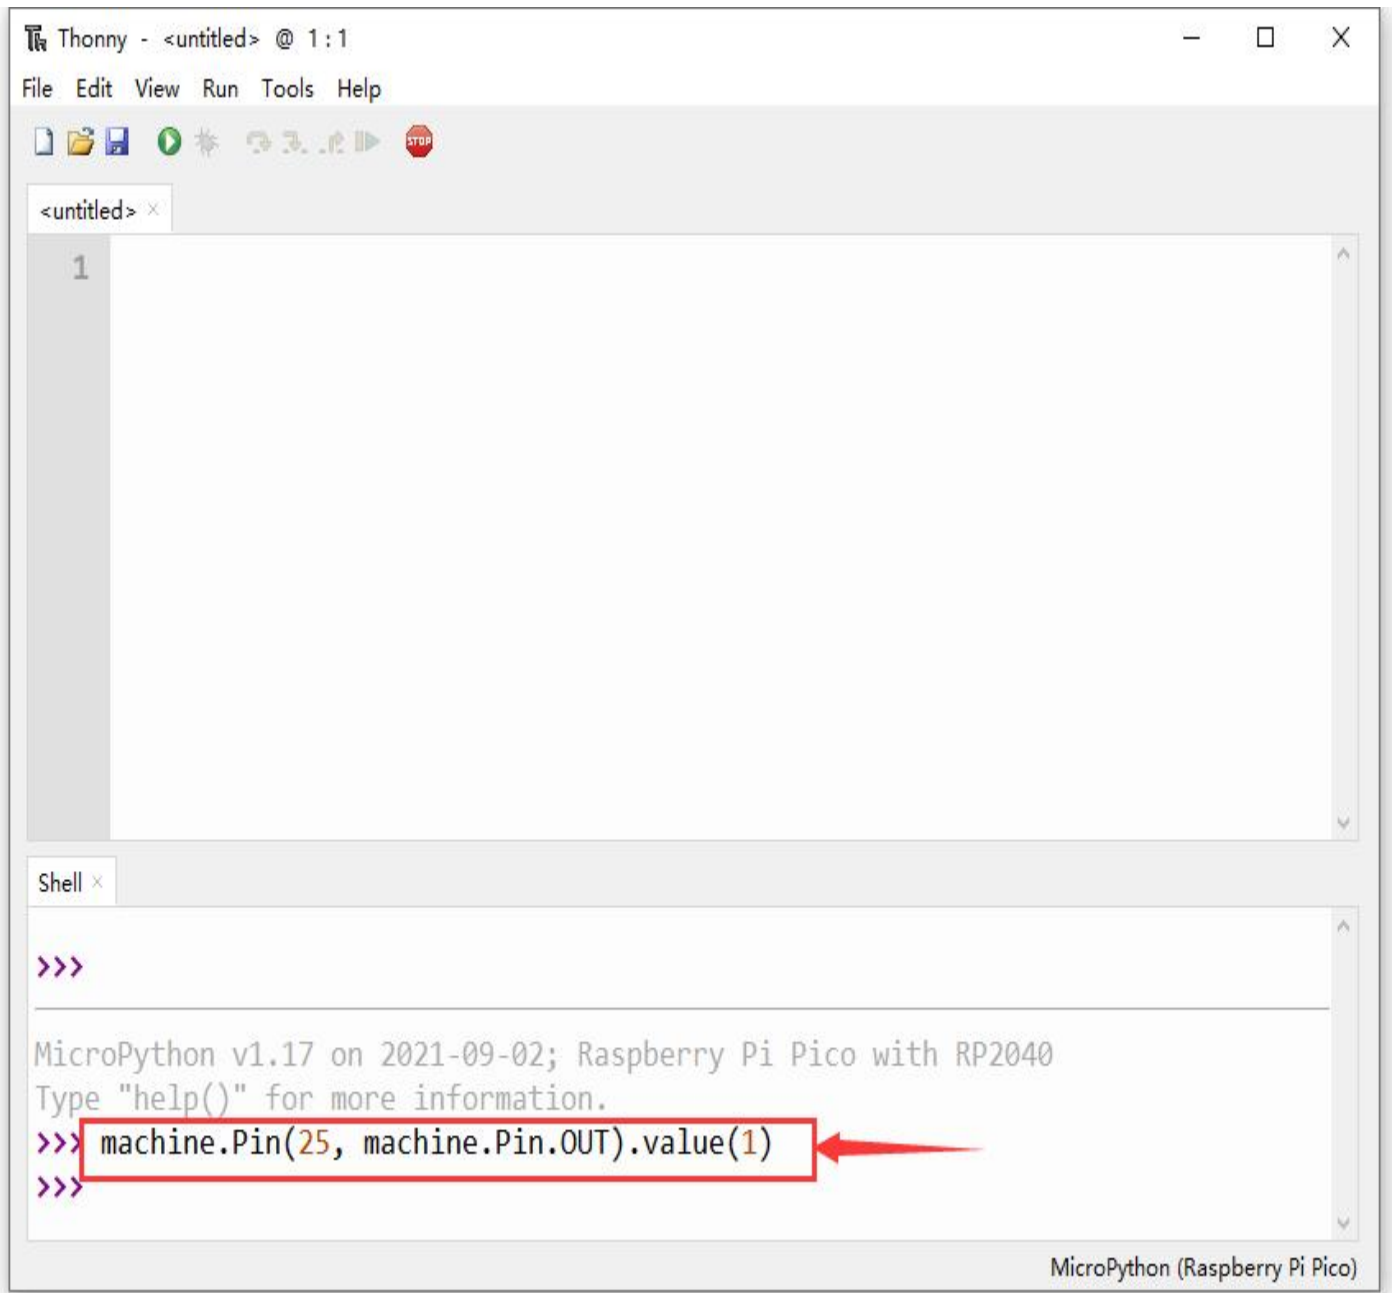 Thonny - <untitled> @ 1:1
File Edit View Run Tools Help
STOP
<untitled>
1
Shell
>>>
MicroPython v1.17 on 2021-09-02; Raspberry Pi Pico with RP2040
Type "help()" for more information.
>>> machine.Pin(25, machine.Pin.OUT).value(1)
>>>
MicroPython (Raspberry Pi Pico)